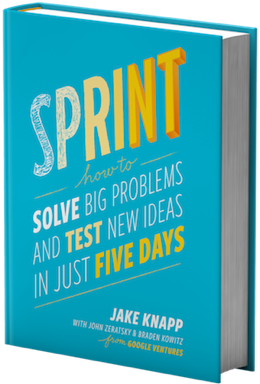 SPRINT
how to
SOLVE BIG PROBLEMS
AND TEST NEW IDEAS
IN JUST FIVE DAYS
JAKE KNAPP
WITH JOHN ZERATSKY & BRADEN KOWITZ
from GOOGLE VENTURES